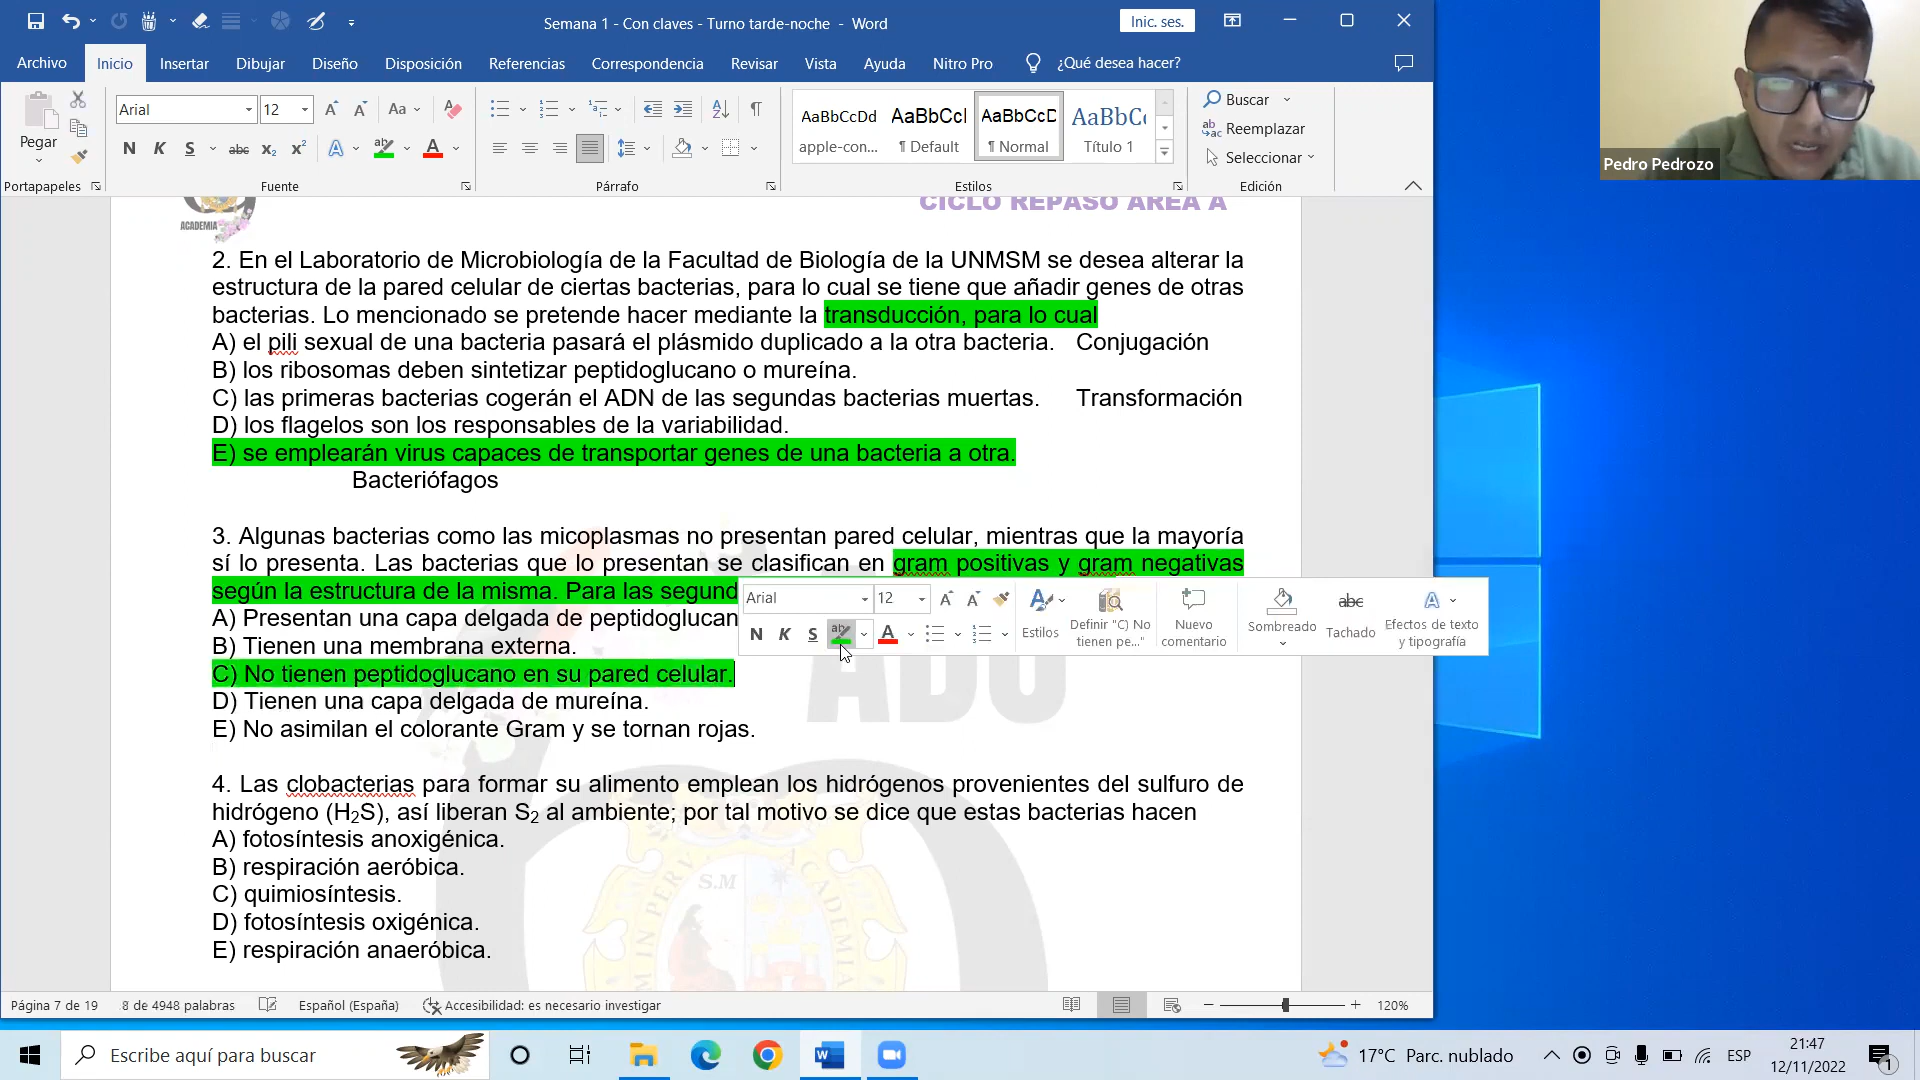 Semana 1 - Con claves - Turno tarde-noche - Word
Inic. ses.
Archivo Inicio Insertar Dibujar Diseño Disposición Referencias Correspondencia Revisar Vista Ayuda Nitro Pro ¿Qué desea hacer?
Pegar
Arial 12 Aa
N K S abc x₂ x² A ab A
AaBbCcDd AaBbCcI AaBbCcD AaBbCc
apple-con... ¶ Default ¶ Normal Título 1
Buscar
Reemplazar
Seleccionar
Portapapeles Fuente Párrafo Estilos Edición
Pedro Pedrozo
ACADEMIA
CICLO REPASO ÁREA A
2. En el Laboratorio de Microbiología de la Facultad de Biología de la UNMSM se desea alterar la
estructura de la pared celular de ciertas bacterias, para lo cual se tiene que añadir genes de otras
bacterias. Lo mencionado se pretende hacer mediante la transducción, para lo cual
A) el pili sexual de una bacteria pasará el plásmido duplicado a la otra bacteria. Conjugación
B) los ribosomas deben sintetizar peptidoglucano o mureína.
C) las primeras bacterias cogerán el ADN de las segundas bacterias muertas. Transformación
D) los flagelos son los responsables de la variabilidad.
E) se emplearán virus capaces de transportar genes de una bacteria a otra.
Bacteriófagos
3. Algunas bacterias como las micoplasmas no presentan pared celular, mientras que la mayoría
sí lo presenta. Las bacterias que lo presentan se clasifican en gram positivas y gram negativas
según la estructura de la misma. Para las segund
A) Presentan una capa delgada de peptidoglucan
B) Tienen una membrana externa.
C) No tienen peptidoglucano en su pared celular.
D) Tienen una capa delgada de mureína.
E) No asimilan el colorante Gram y se tornan rojas.
Arial 12
N K S ab A
Estilos
Definir "C) No tienen pe..."
Nuevo comentario
Sombreado
abc Tachado
Efectos de texto y tipografía
ADU
4. Las clobacterias para formar su alimento emplean los hidrógenos provenientes del sulfuro de
hidrógeno (H₂S), así liberan S₂ al ambiente; por tal motivo se dice que estas bacterias hacen
A) fotosíntesis anoxigénica.
B) respiración aeróbica.
C) quimiosíntesis.
D) fotosíntesis oxigénica.
E) respiración anaeróbica.
S.M
Página 7 de 19 8 de 4948 palabras Español (España) Accesibilidad: es necesario investigar 120%
Escribe aquí para buscar
17°C Parc. nublado ESP
21:47
12/11/2022
1